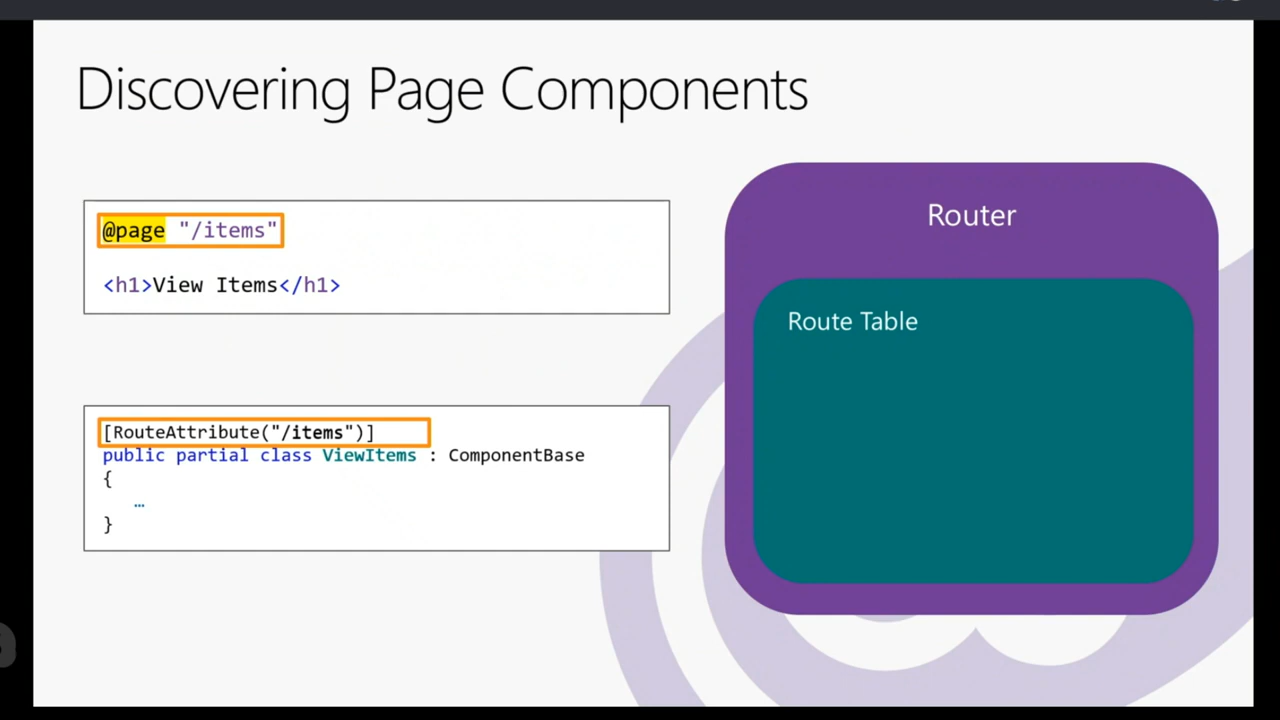 Discovering Page Components
@page "/items"
<h1>View Items</h1>
[RouteAttribute("/items")]
public partial class ViewItems : ComponentBase
{
…
}
Router
Route Table